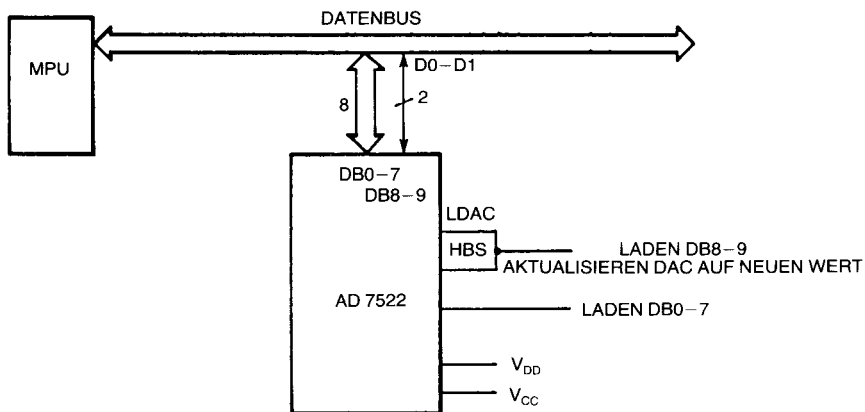 DATENBUS
MPU
D0–D1
8
2
DB0–7
DB8–9
LDAC
HBS
LADEN DB8–9
AKTUALISIEREN DAC AUF NEUEN WERT
AD 7522
LADEN DB0–7
VDD
VCC